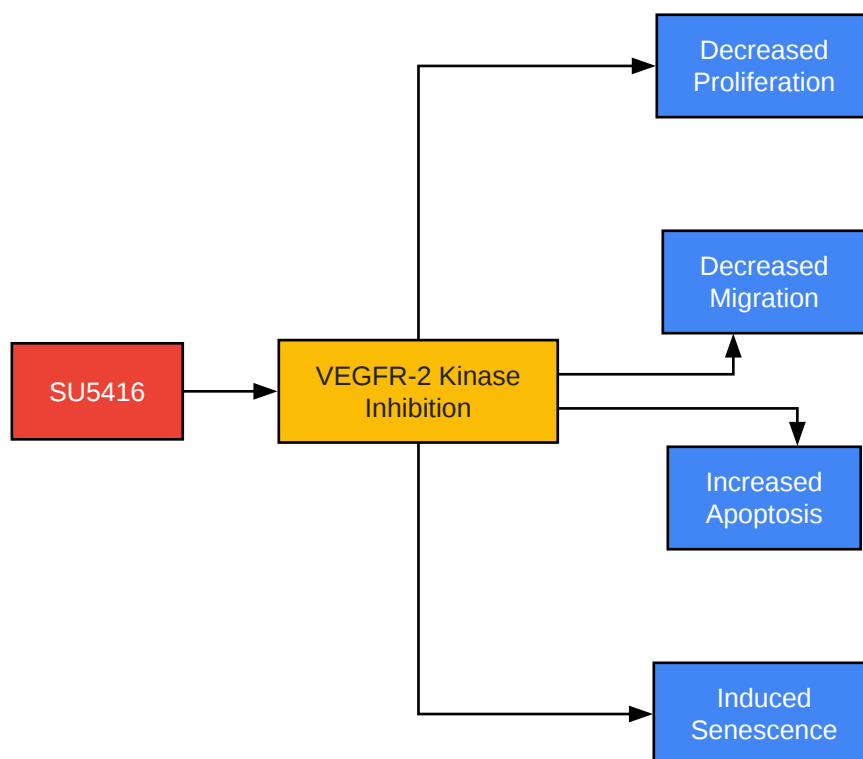 Decreased
Proliferation
Decreased
Migration
SU5416
VEGFR-2 Kinase
Inhibition
Increased
Apoptosis
Induced
Senescence